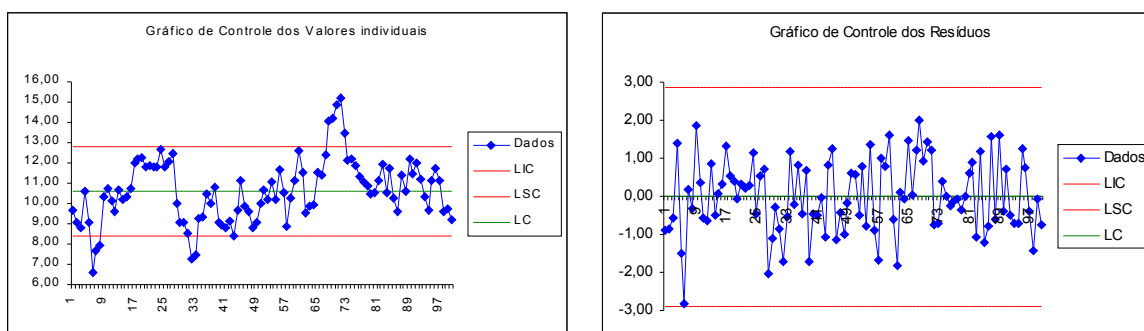 Gráfico de Controle dos Valores individuais
16,00
15,00
14,00
13,00
12,00
11,00
10,00
9,00
8,00
7,00
6,00
1 9 17 25 33 41 49 57 65 73 81 89 97
Dados
LIC
LSC
LC
Gráfico de Controle dos Resíduos
3,00
2,00
1,00
0,00
-1,00
-2,00
-3,00
1 9 17 25 33 41 49 57 65 73 81 89 97
Dados
LIC
LSC
LC